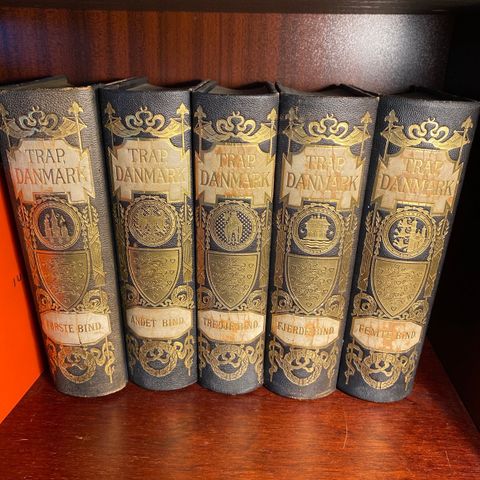 TRAP.
DANMARK
FØRSTE BIND.
TRAP.
DANMARK
ANDET BIND.
TRAP.
DANMARK
TREDJE BIND.
TRAP.
DANMARK
FJERDE BIND.
TRAP.
DANMARK
FEMTE BIND.